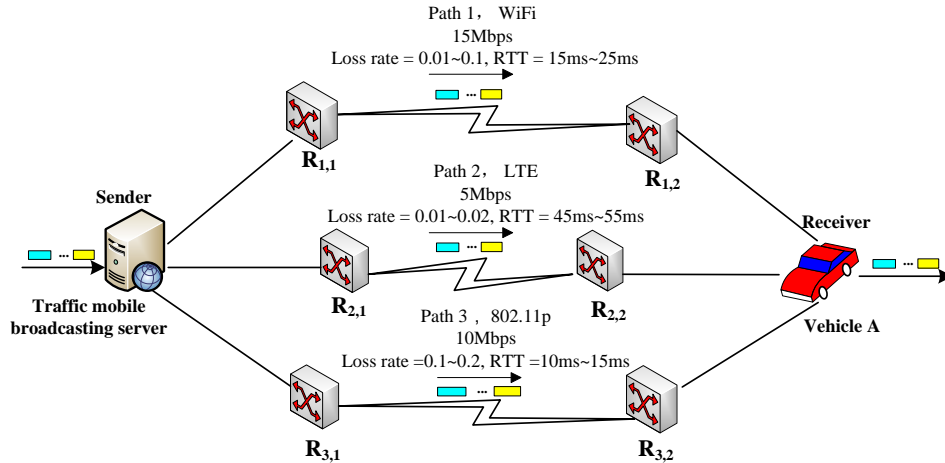 Path 1， WiFi
15Mbps
Loss rate = 0.01~0.1, RTT = 15ms~25ms
...
R1,1
R1,2
Path 2， LTE
5Mbps
Loss rate = 0.01~0.02, RTT = 45ms~55ms
...
Sender
Receiver
...
...
R2,1
R2,2
Traffic mobile
broadcasting server
Vehicle A
Path 3 , 802.11p
10Mbps
Loss rate =0.1~0.2, RTT =10ms~15ms
...
R3,1
R3,2